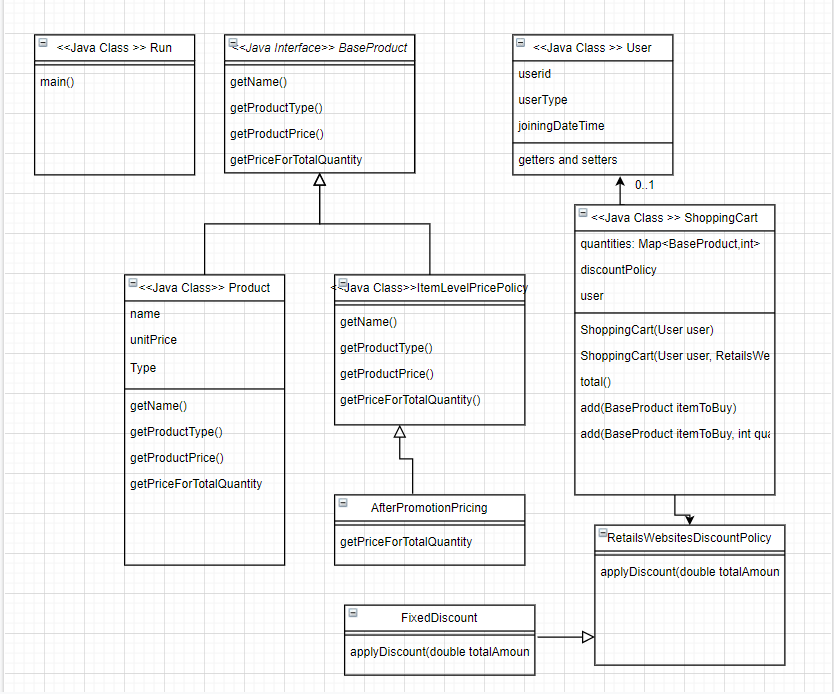 <<Java Class >> Run
main()
<<Java Interface>> BaseProduct
getName()
getProductType()
getProductPrice()
getPriceForTotalQuantity
<<Java Class >> User
userid
userType
joiningDateTime
getters and setters
0..1
<<Java Class >> ShoppingCart
quantities: Map<BaseProduct,int>
discountPolicy
user
ShoppingCart(User user)
ShoppingCart(User user, RetailsWe
total()
add(BaseProduct itemToBuy)
add(BaseProduct itemToBuy, int qua
<<Java Class>> Product
name
unitPrice
Type
getName()
getProductType()
getProductPrice()
getPriceForTotalQuantity
<<Java Class>>ItemLevelPricePolicy
getName()
getProductType()
getProductPrice()
getPriceForTotalQuantity()
AfterPromotionPricing
getPriceForTotalQuantity
RetailsWebsitesDiscountPolicy
applyDiscount(double totalAmoun
FixedDiscount
applyDiscount(double totalAmoun